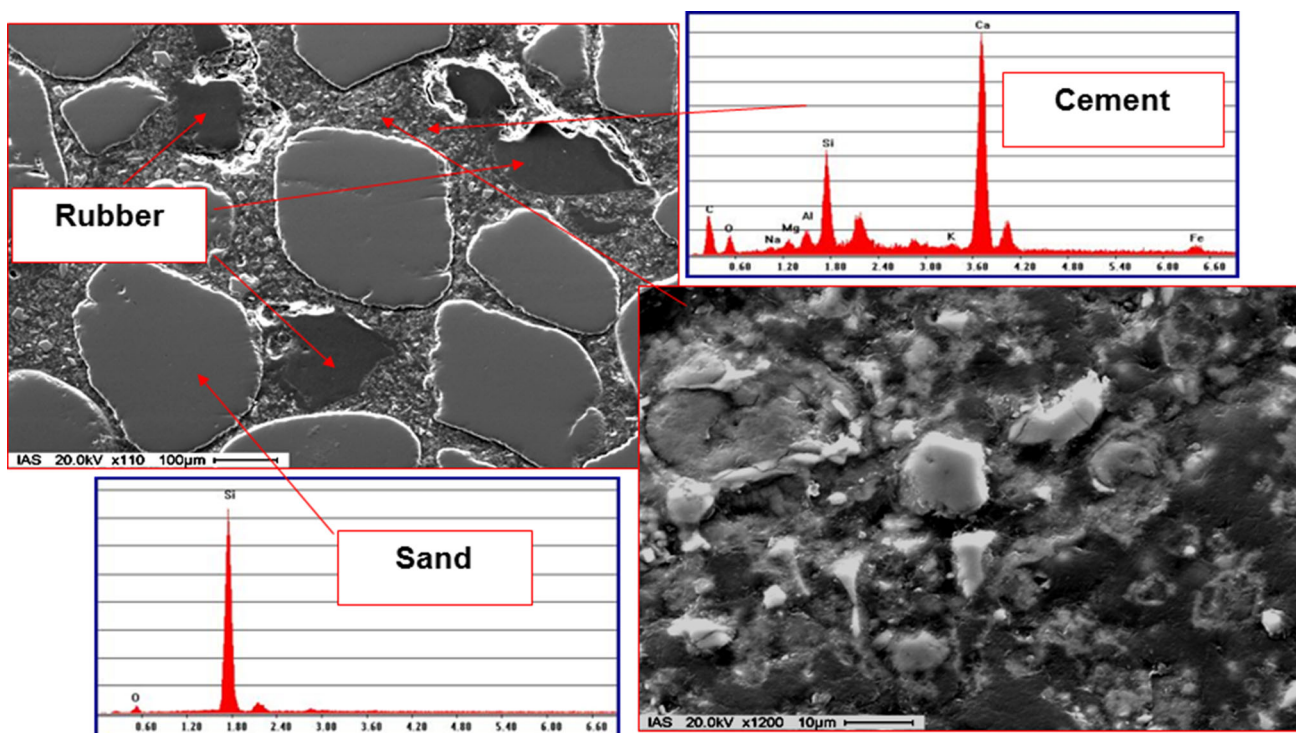 Rubber
IAS 20.0kV x110 100µm
Ca
Cement
Si
C
O
Na
Mg
Al
K
Fe
0.60 1.20 1.80 2.40 3.00 3.60 4.20 4.80 5.40 6.00 6.60
Si
Sand
O
0.60 1.20 1.80 2.40 3.00 3.60 4.20 4.80 5.40 6.00 6.60
IAS 20.0kV x1200 10µm